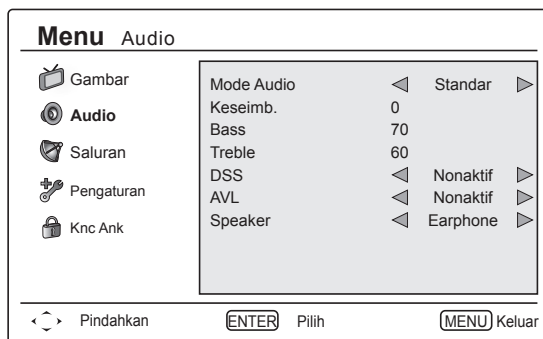 Menu Audio
Gambar
Audio
Saluran
Pengaturan
Knc Ank
Mode Audio Standar
Keseimb. 0
Bass 70
Treble 60
DSS Nonaktif
AVL Nonaktif
Speaker Earphone
Pindahkan ENTER Pilih MENU Keluar